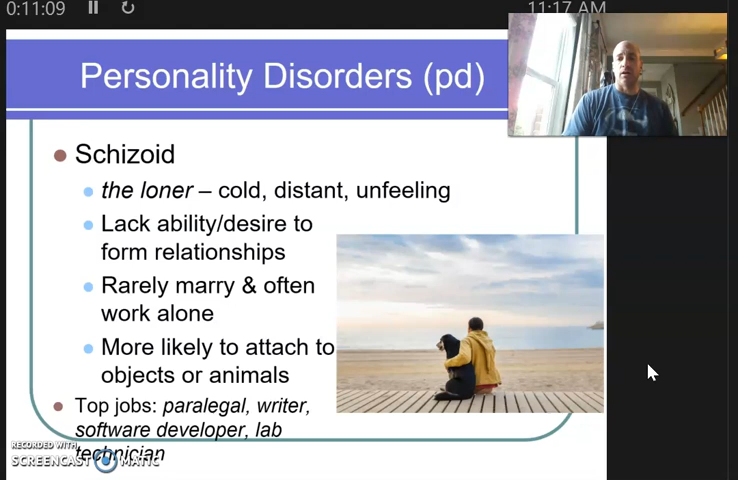 0:11:09
11:17 AM
Personality Disorders (pd)
Schizoid
the loner – cold, distant, unfeeling
Lack ability/desire to
form relationships
Rarely marry & often
work alone
More likely to attach to
objects or animals
Top jobs: paralegal, writer,
software developer, lab
technician
RECORDED WITH
SCREENCAST MATIC